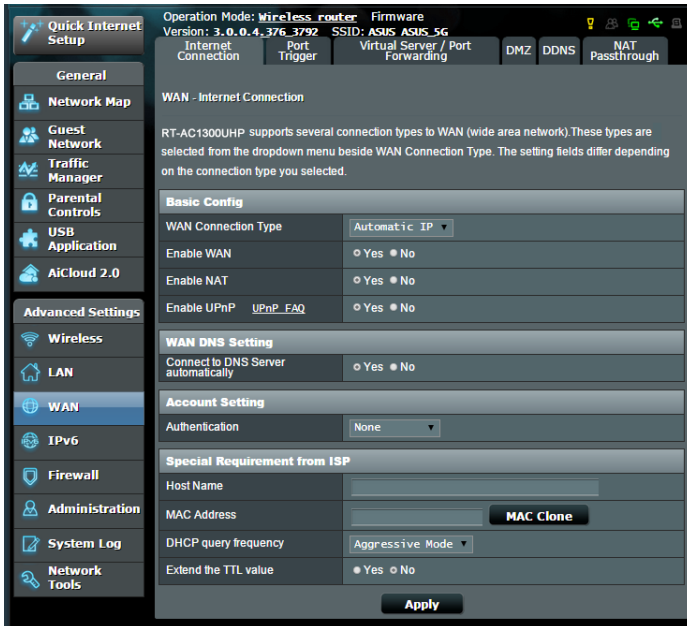 Quick Internet
Setup
General
Network Map
Guest
Network
Traffic
Manager
Parental
Controls
USB
Application
AiCloud 2.0
Advanced Settings
Wireless
LAN
WAN
IPv6
Firewall
Administration
System Log
Network
Tools
Operation Mode: Wireless router Firmware
Version: 3.0.0.4.376_3792 SSID: ASUS ASUS_5G
Internet
Connection
Port
Trigger
Virtual Server / Port
Forwarding
DMZ
DDNS
NAT
Passthrough
WAN - Internet Connection
RT-AC1300UHP supports several connection types to WAN (wide area network).These types are
selected from the dropdown menu beside WAN Connection Type. The setting fields differ depending
on the connection type you selected.
Basic Config
WAN Connection Type Automatic IP
Enable WAN Yes No
Enable NAT Yes No
Enable UPnP UPnP FAQ Yes No
WAN DNS Setting
Connect to DNS Server
automatically Yes No
Account Setting
Authentication None
Special Requirement from ISP
Host Name
MAC Address MAC Clone
DHCP query frequency Aggressive Mode
Extend the TTL value Yes No
Apply